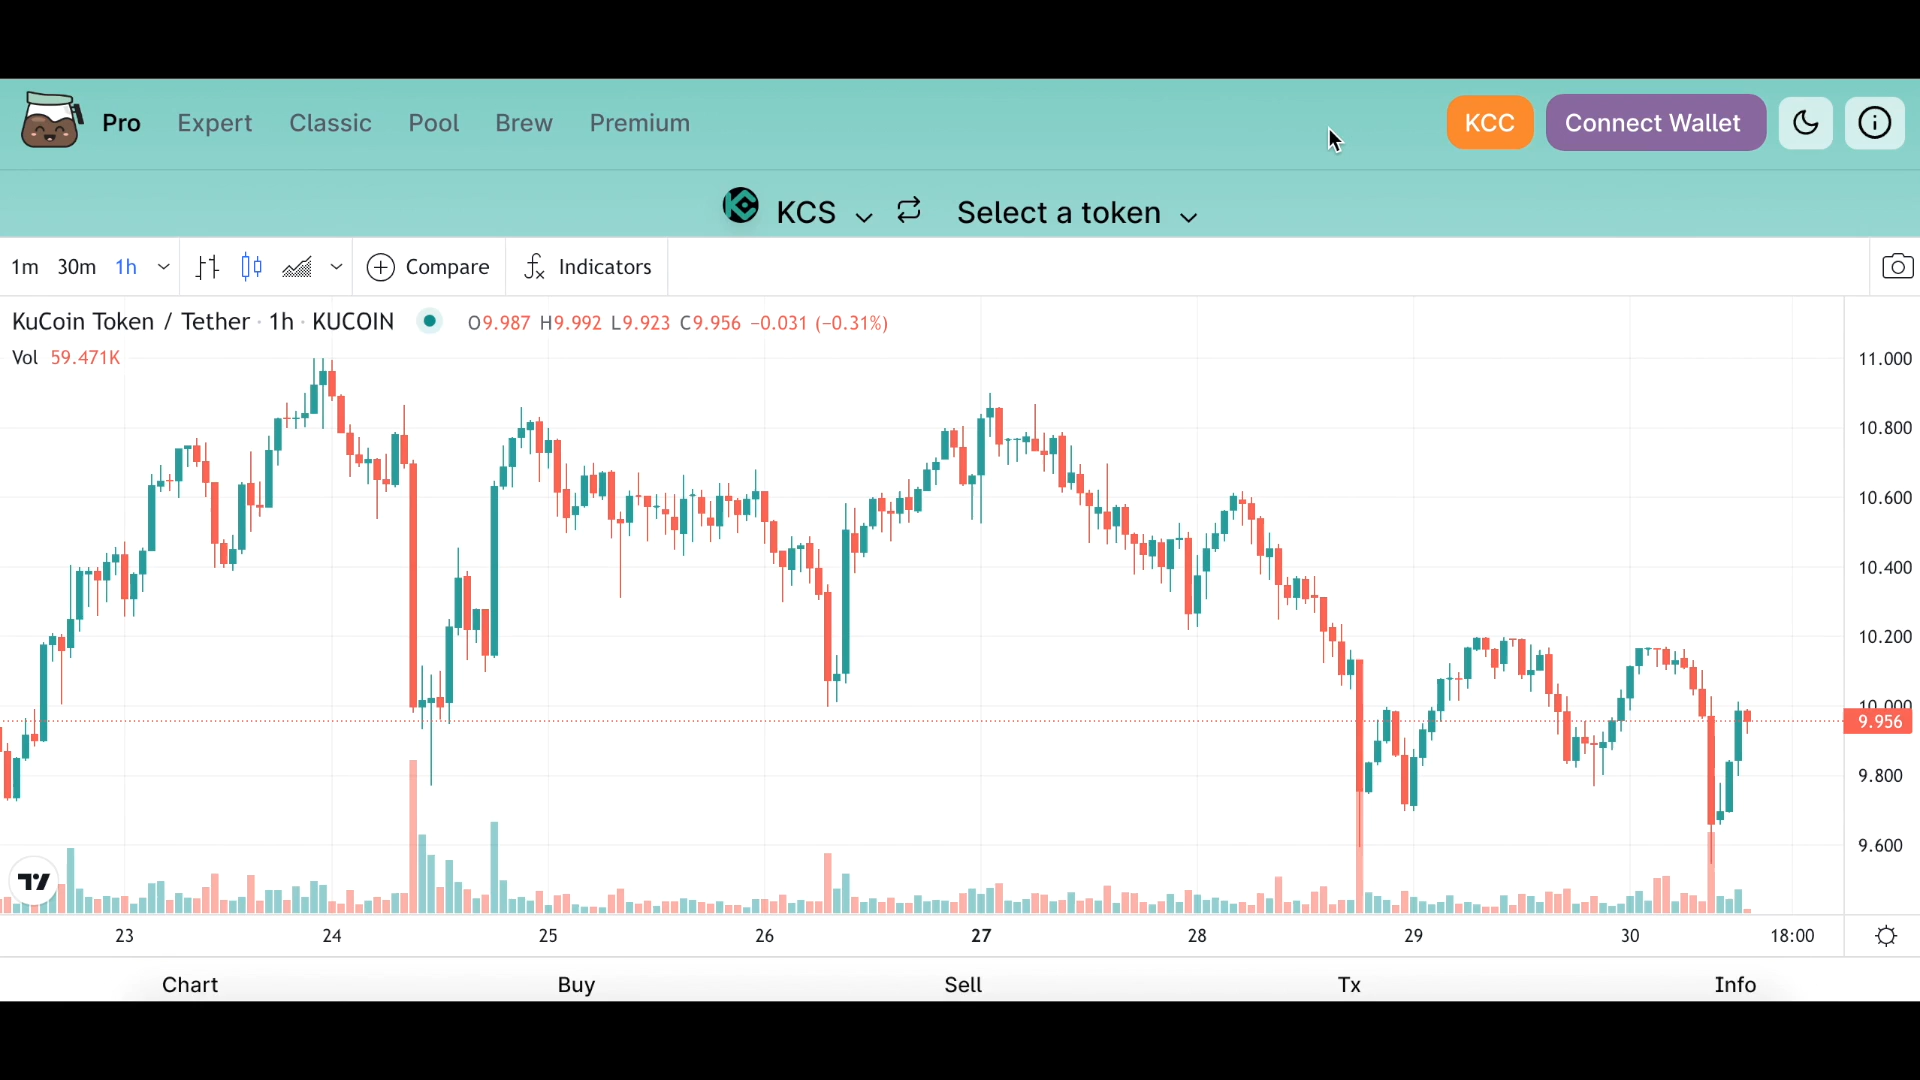 Pro Expert Classic Pool Brew Premium KCC Connect Wallet
KCS Select a token
1m 30m 1h Compare Indicators
KuCoin Token / Tether · 1h · KUCOIN O9.987 H9.992 L9.923 C9.956 −0.031 (−0.31%)
Vol 59.471K
11.000
10.800
10.600
10.400
10.200
10.000
9.956
9.800
9.600
23 24 25 26 27 28 29 30 18:00
Chart Buy Sell Tx Info